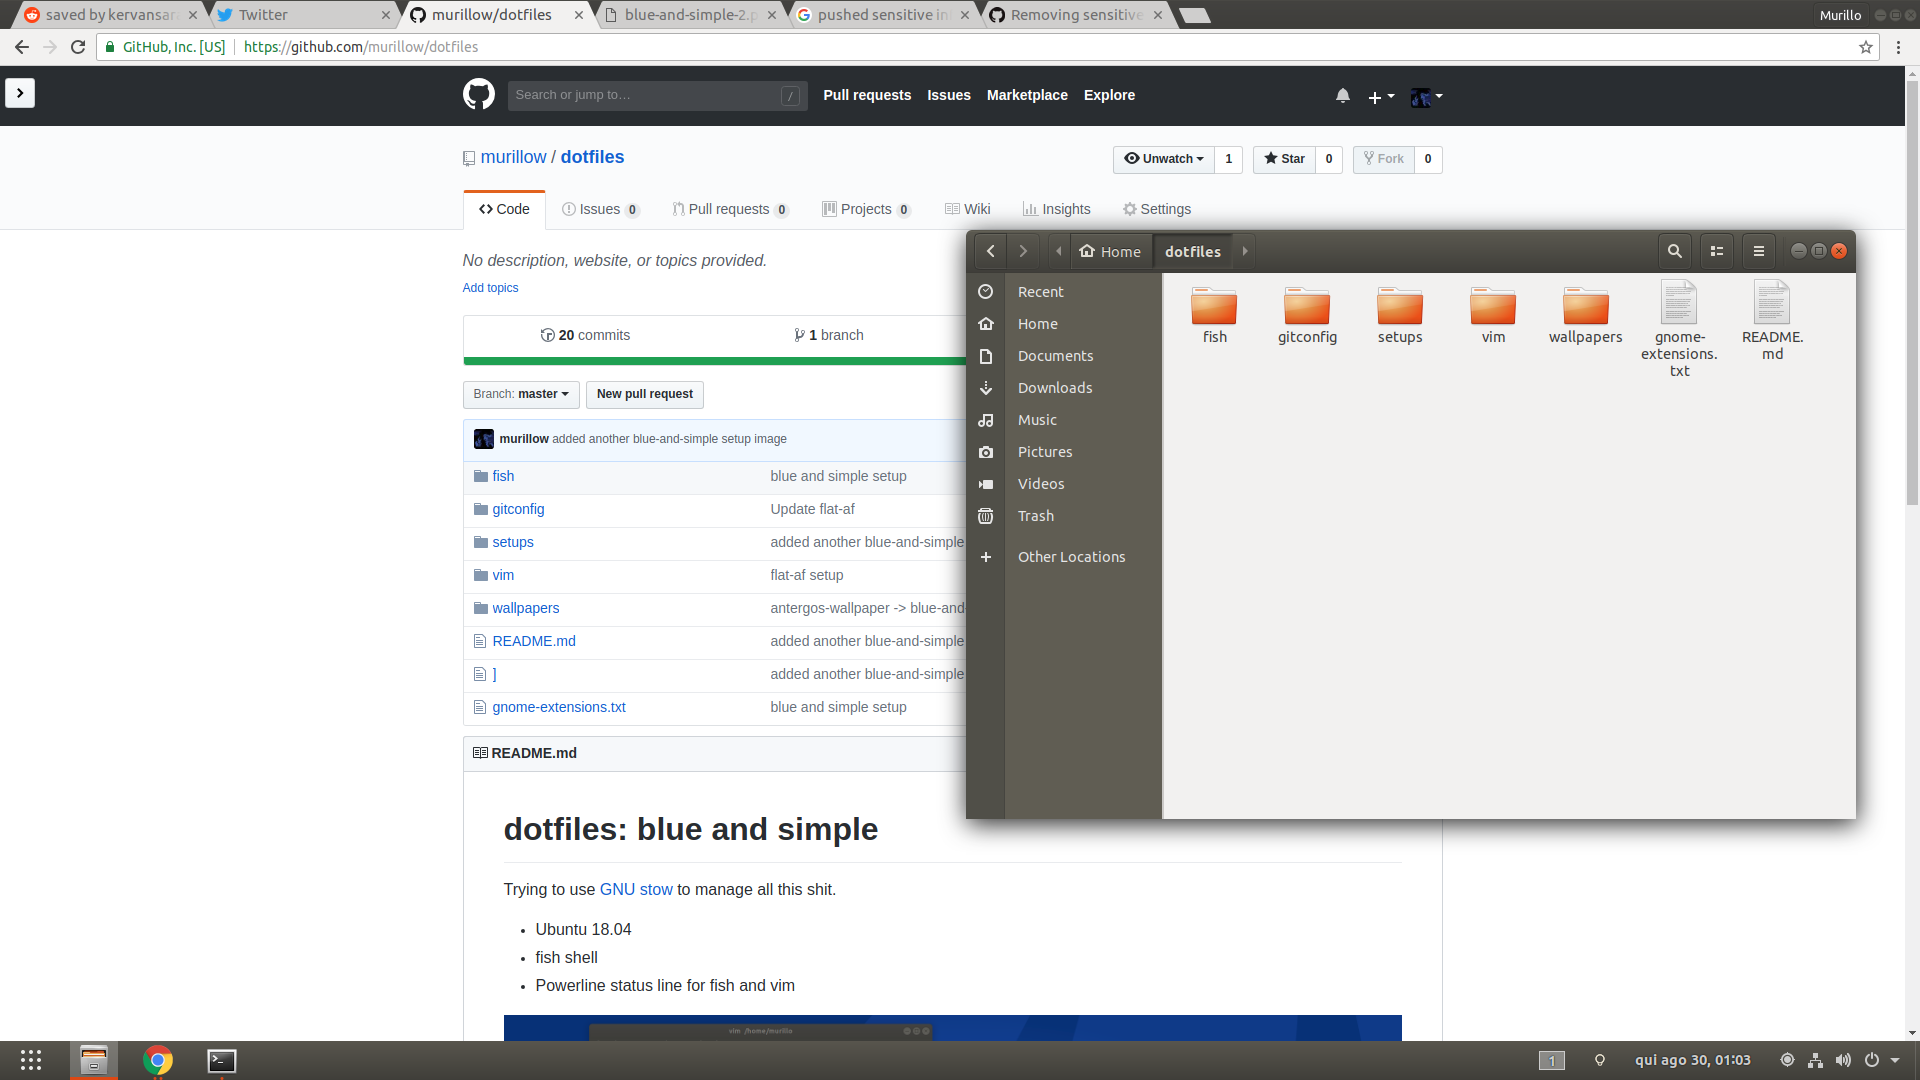 saved by kervansar
Twitter
murillow/dotfiles
blue-and-simple-2.p
pushed sensitive in
Removing sensitive
Murillo
GitHub, Inc. [US]
https://github.com/murillow/dotfiles
Search or jump to…
/
Pull requests
Issues
Marketplace
Explore
murillow / dotfiles
Unwatch
1
Star
0
Fork
0
Code
Issues 0
Pull requests 0
Projects 0
Wiki
Insights
Settings
No description, website, or topics provided.
Add topics
20 commits
1 branch
Branch: master
New pull request
murillow added another blue-and-simple setup image
fish
blue and simple setup
gitconfig
Update flat-af
setups
added another blue-and-simple
vim
flat-af setup
wallpapers
antergos-wallpaper -> blue-and-
README.md
added another blue-and-simple
]
added another blue-and-simple
gnome-extensions.txt
blue and simple setup
README.md
dotfiles: blue and simple
Trying to use GNU stow to manage all this shit.
Ubuntu 18.04
fish shell
Powerline status line for fish and vim
vim /home/murillo
Home
dotfiles
Recent
Home
Documents
Downloads
Music
Pictures
Videos
Trash
Other Locations
fish
gitconfig
setups
vim
wallpapers
gnome-
extensions.
txt
README.
md
1
qui ago 30, 01:03